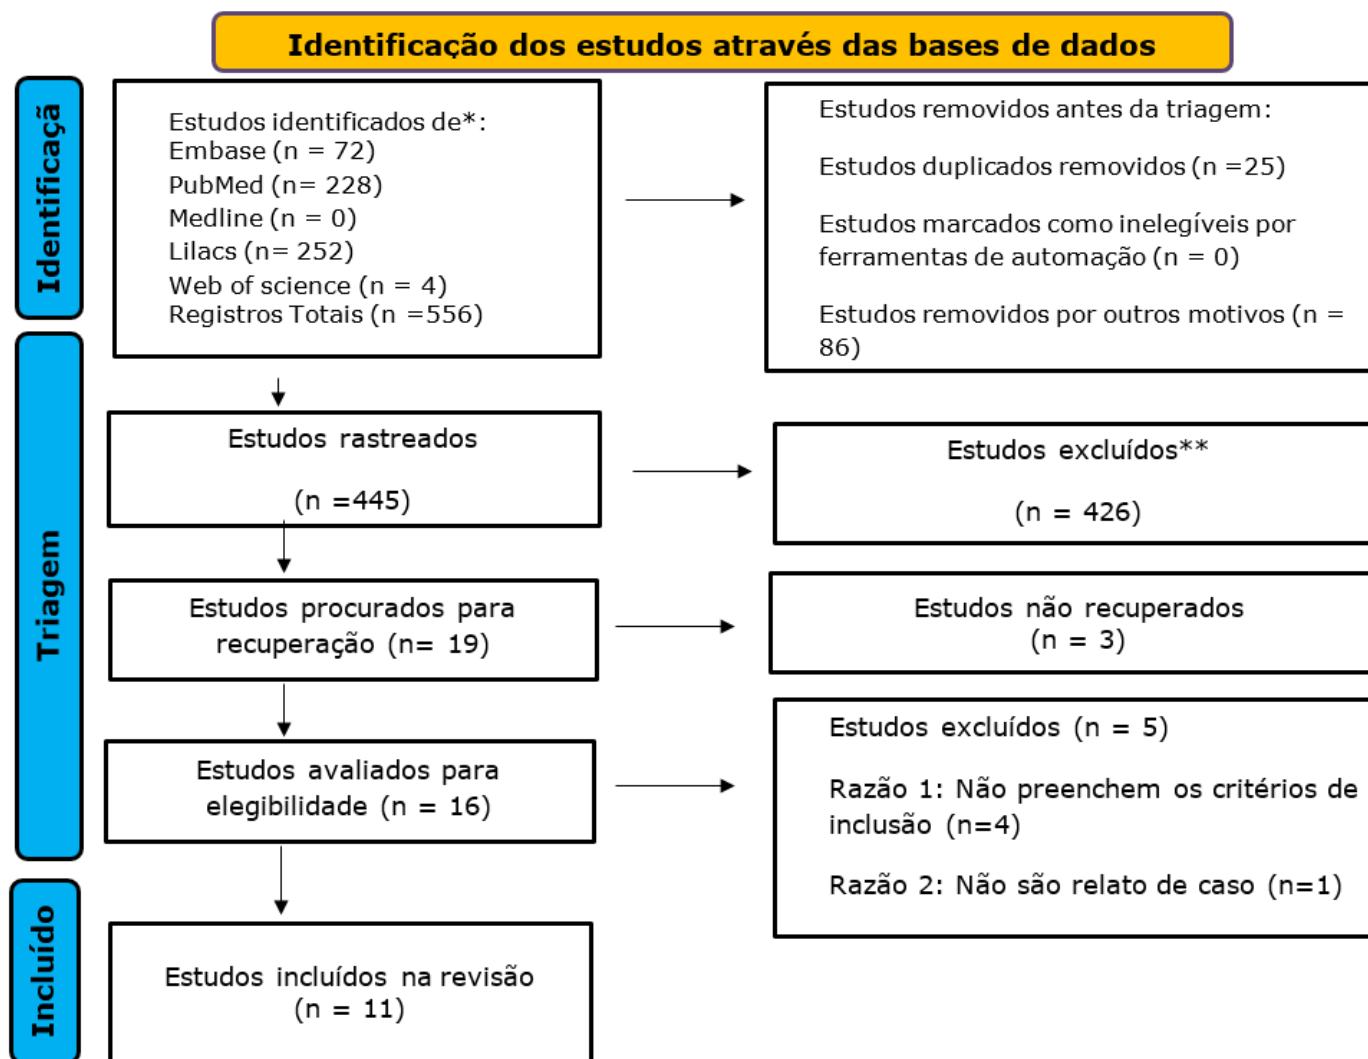 Identificação dos estudos através das bases de dados
Identificaçã
Estudos identificados de*:
Embase (n = 72)
PubMed (n= 228)
Medline (n = 0)
Lilacs (n= 252)
Web of science (n = 4)
Registros Totais (n =556)
Estudos removidos antes da triagem:
Estudos duplicados removidos (n =25)
Estudos marcados como inelegíveis por
ferramentas de automação (n = 0)
Estudos removidos por outros motivos (n =
86)
Triagem
Estudos rastreados
(n =445)
Estudos excluídos**
(n = 426)
Estudos procurados para
recuperação (n= 19)
Estudos não recuperados
(n = 3)
Estudos avaliados para
elegibilidade (n = 16)
Estudos excluídos (n = 5)
Razão 1: Não preenchem os critérios de
inclusão (n=4)
Razão 2: Não são relato de caso (n=1)
Incluído
Estudos incluídos na revisão
(n = 11)